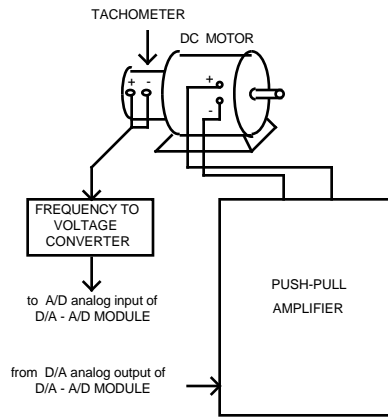 TACHOMETER
DC MOTOR
+ -
+
-
FREQUENCY TO
VOLTAGE
CONVERTER
to A/D analog input of
D/A - A/D MODULE
PUSH-PULL
AMPLIFIER
from D/A analog output of
D/A - A/D MODULE